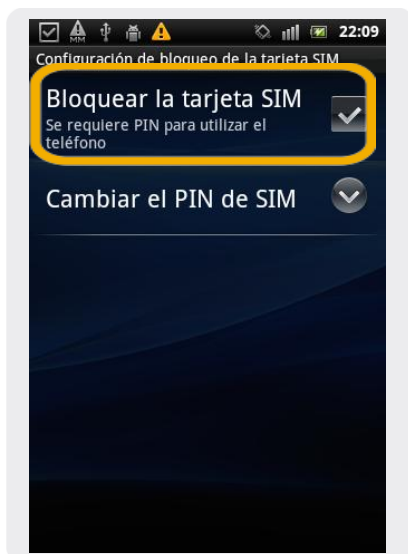 MM
22:09
Configuración de bloqueo de la tarjeta SIM
Bloquear la tarjeta SIM
Se requiere PIN para utilizar el
teléfono
Cambiar el PIN de SIM